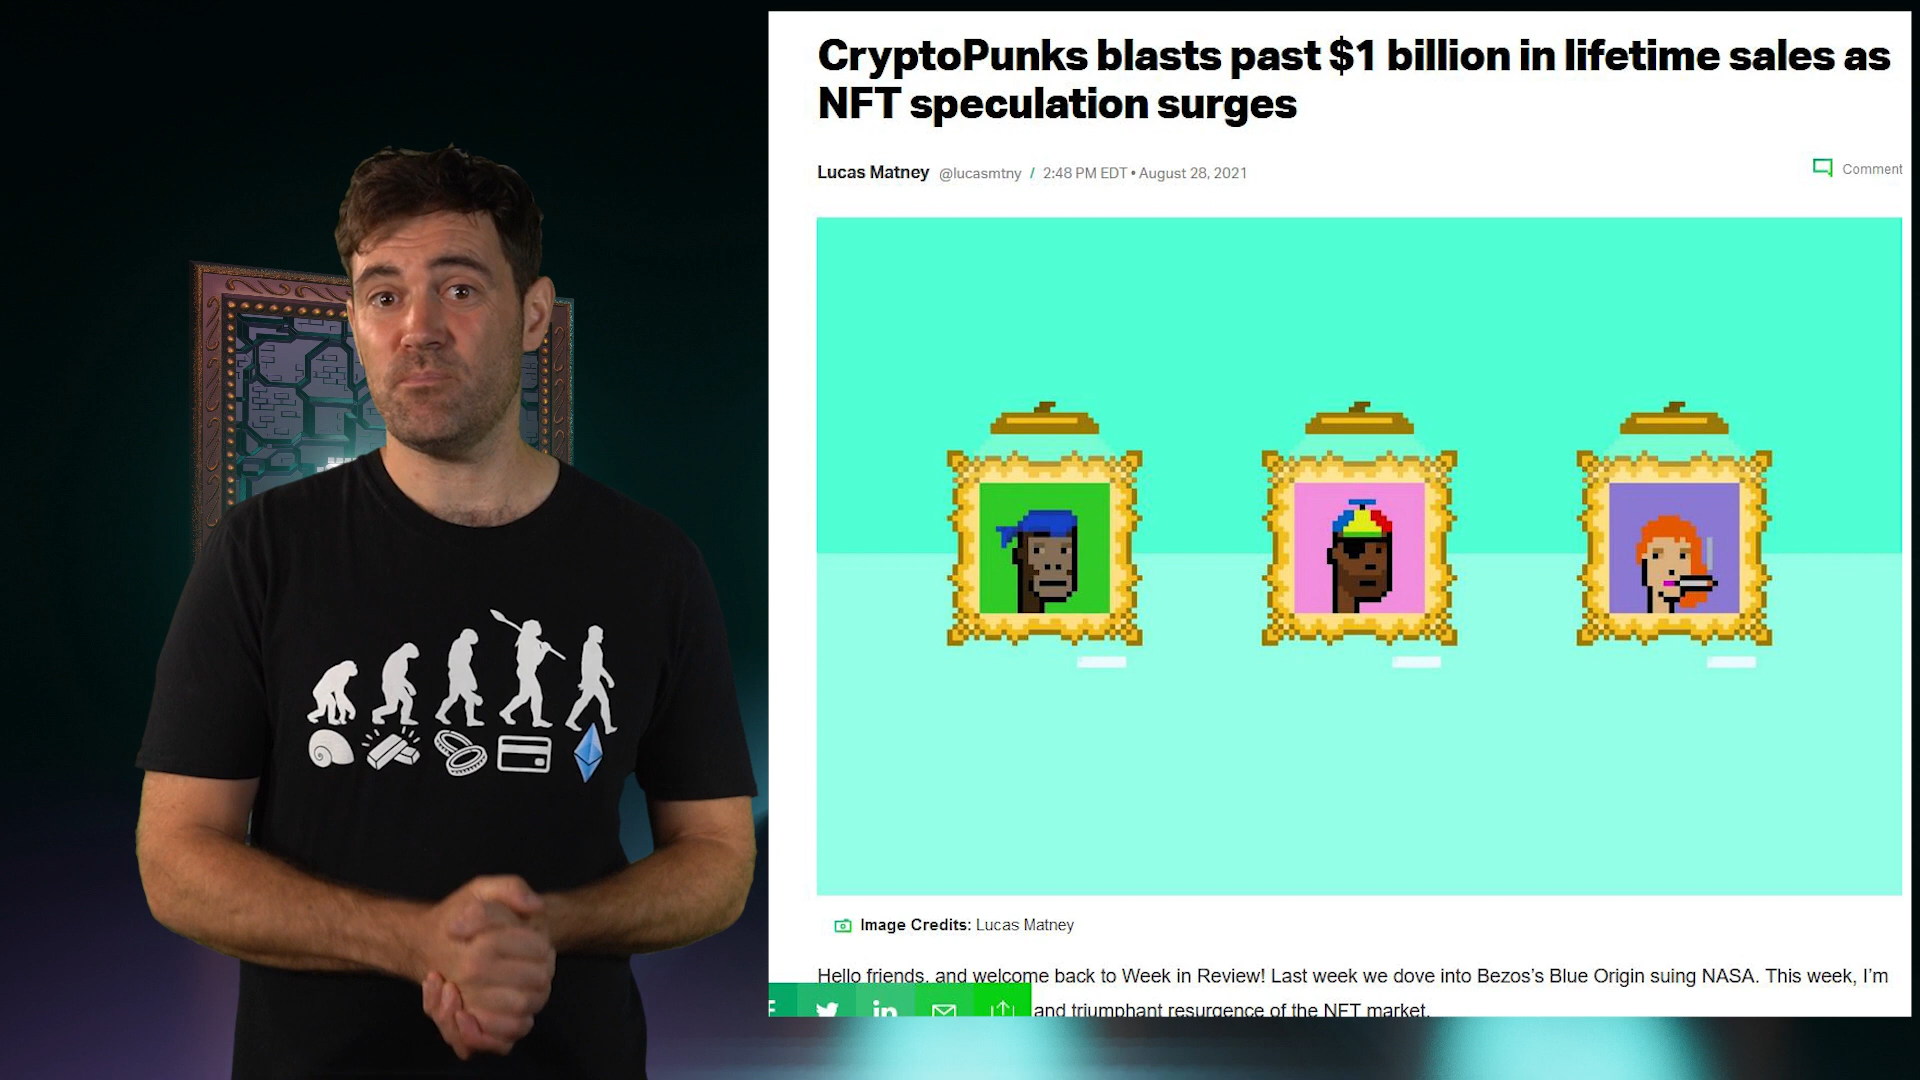 CryptoPunks blasts past $1 billion in lifetime sales as
NFT speculation surges
Lucas Matney @lucasmtny / 2:48 PM EDT • August 28, 2021
Comment
Image Credits: Lucas Matney
Hello friends, and welcome back to Week in Review! Last week we dove into Bezos’s Blue Origin suing NASA. This week, I’m
and triumphant resurgence of the NFT market.